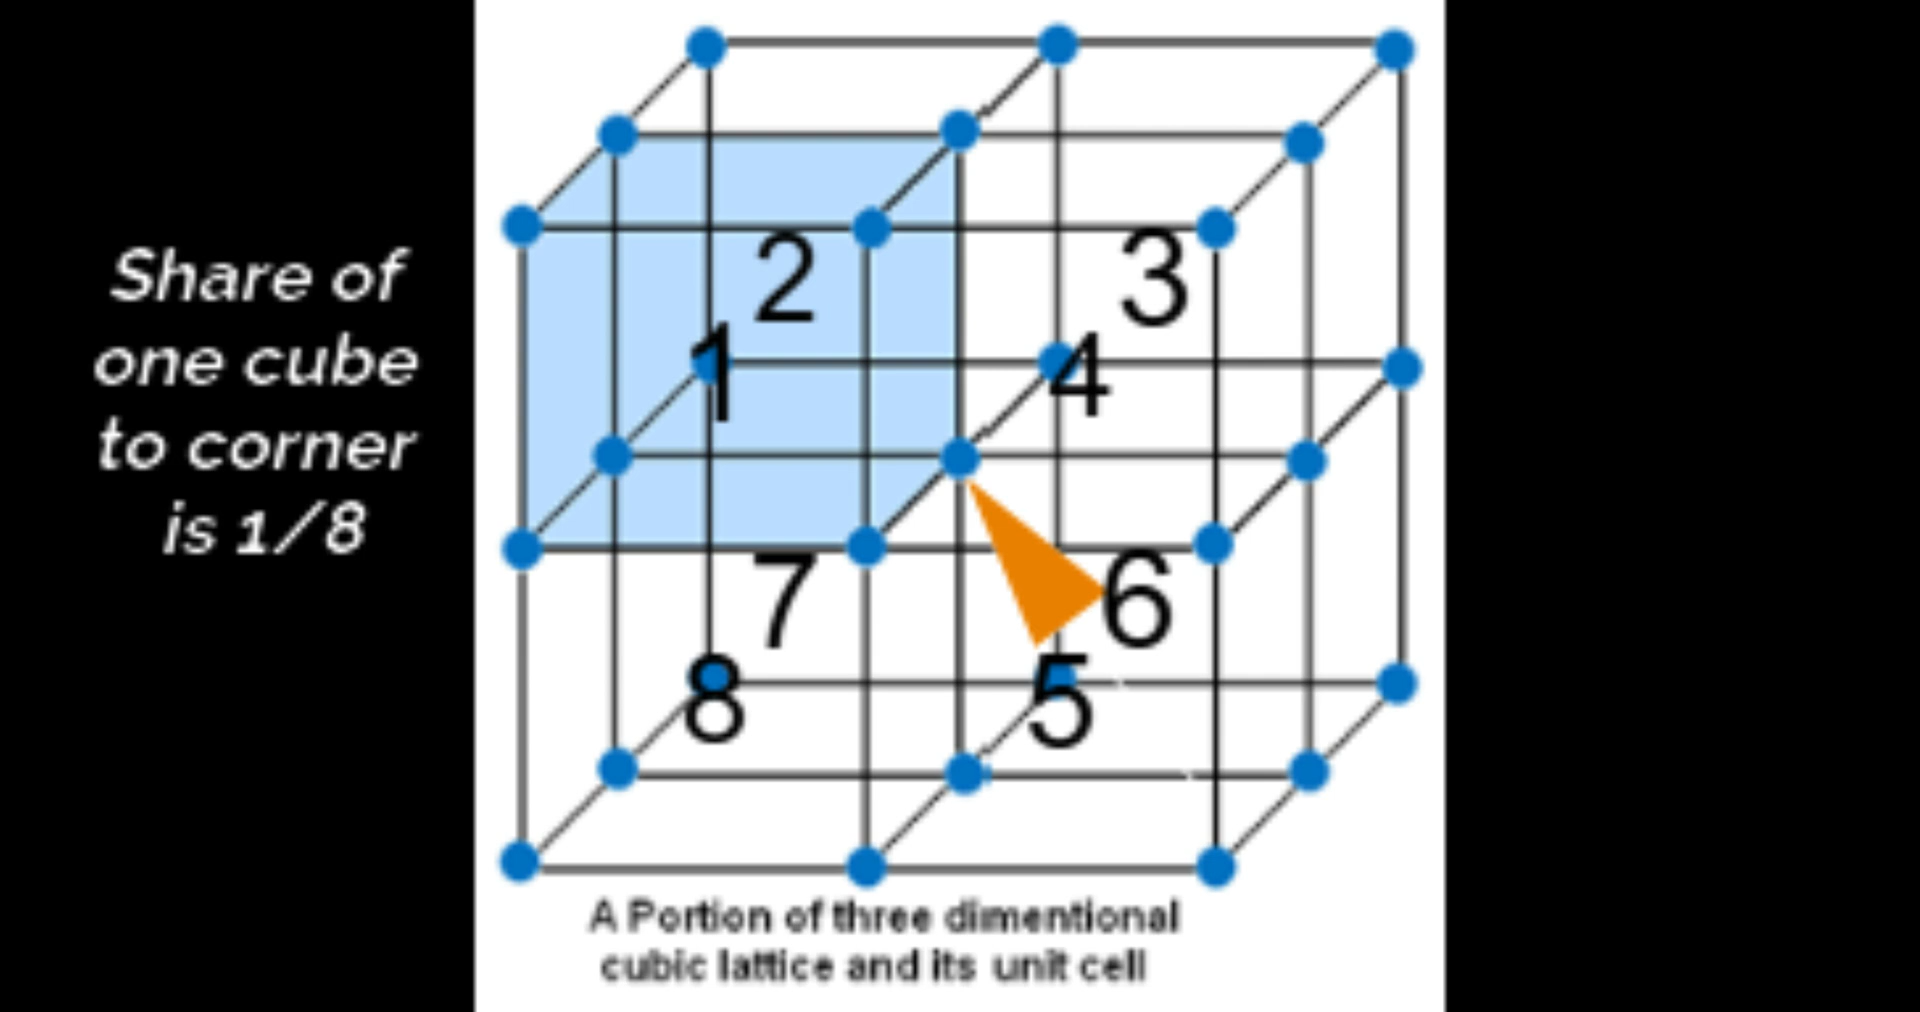 Share of
one cube
to corner
is 1/8
2
3
1
4
7
6
8
5
A Portion of three dimentional
cubic lattice and its unit cell